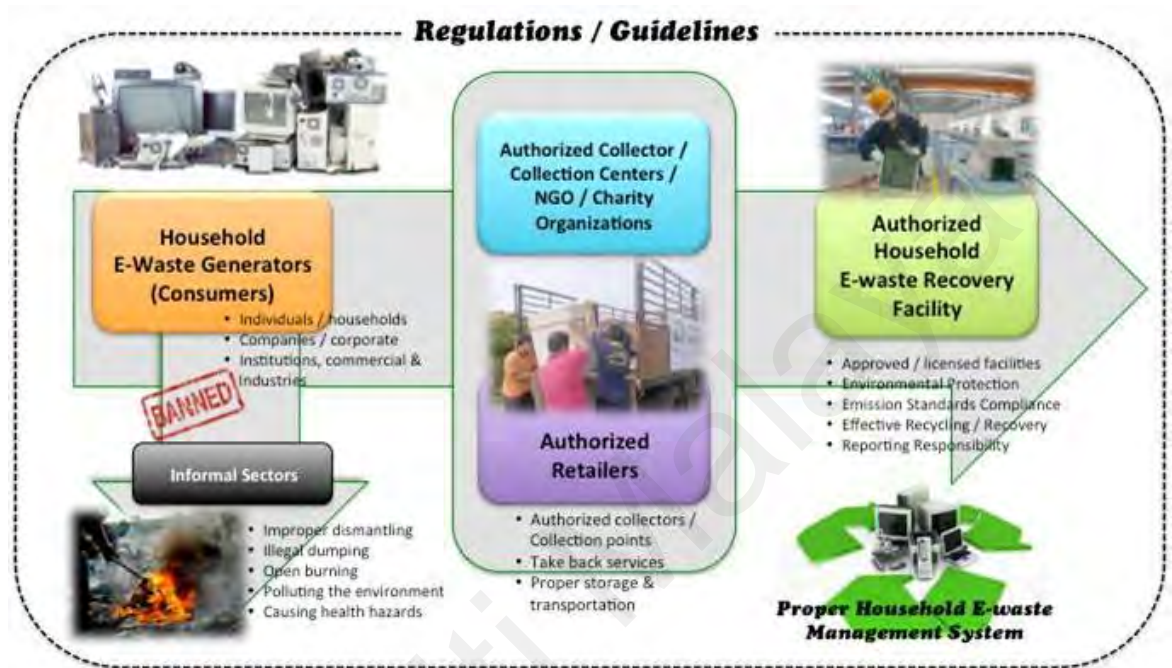 Regulations / Guidelines
Household
E-Waste Generators
(Consumers)
• Individuals / households
• Companies / corporate
• Institutions, commercial &
Industries
BANNED
Informal Sectors
• Improper dismantling
• Illegal dumping
• Open burning
• Polluting the environment
• Causing health hazards
Authorized Collector /
Collection Centers /
NGO / Charity
Organizations
Authorized
Retailers
• Authorized collectors /
Collection points
• Take back services
• Proper storage &
transportation
Authorized
Household
E-waste Recovery
Facility
• Approved / licensed facilities
• Environmental Protection
• Emission Standards Compliance
• Effective Recycling / Recovery
• Reporting Responsibility
Proper Household E-waste
Management System